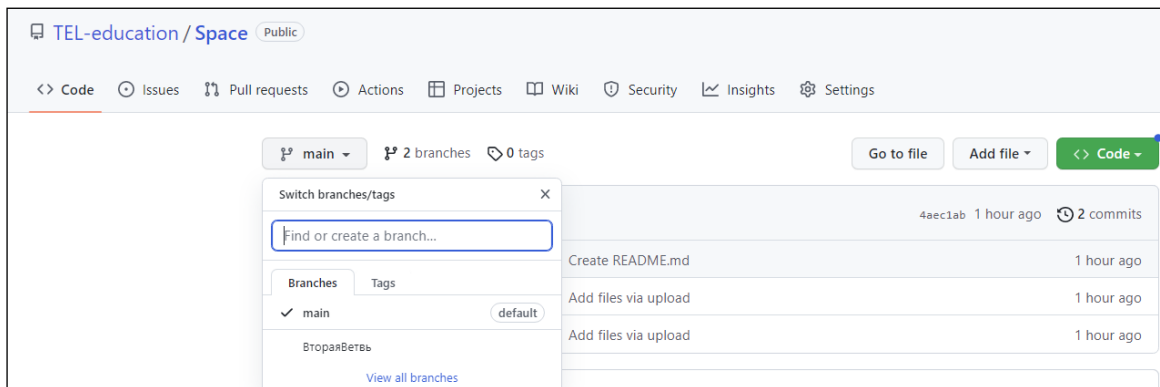 TEL-education / Space Public
<> Code Issues Pull requests Actions Projects Wiki Security Insights Settings
main 2 branches 0 tags Go to file Add file <> Code
Switch branches/tags
4aec1ab 1 hour ago 2 commits
Find or create a branch...
Create README.md 1 hour ago
Branches Tags
Add files via upload 1 hour ago
main default
Add files via upload 1 hour ago
ВтораяВетвь
View all branches